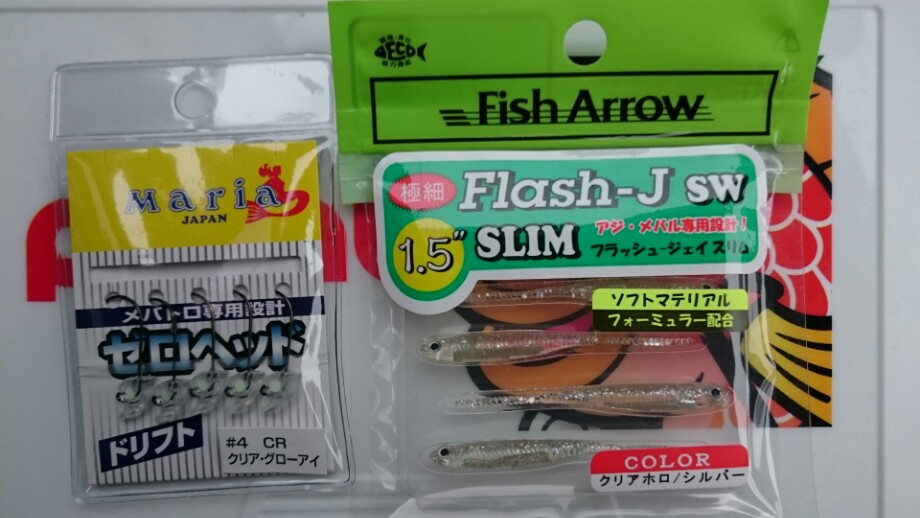 Maria
JAPAN
メバトロ専用設計
ゼロヘッド
ドリフト
#4 CR
クリア・グローアイ
ECO
Fish Arrow
極細
Flash-J SW
1.5" SLIM
アジ・メバル専用設計!
フラッシュージェイ スリム
ソフトマテリアル
フォーミュラー配合
COLOR
クリアホロ/シルバー